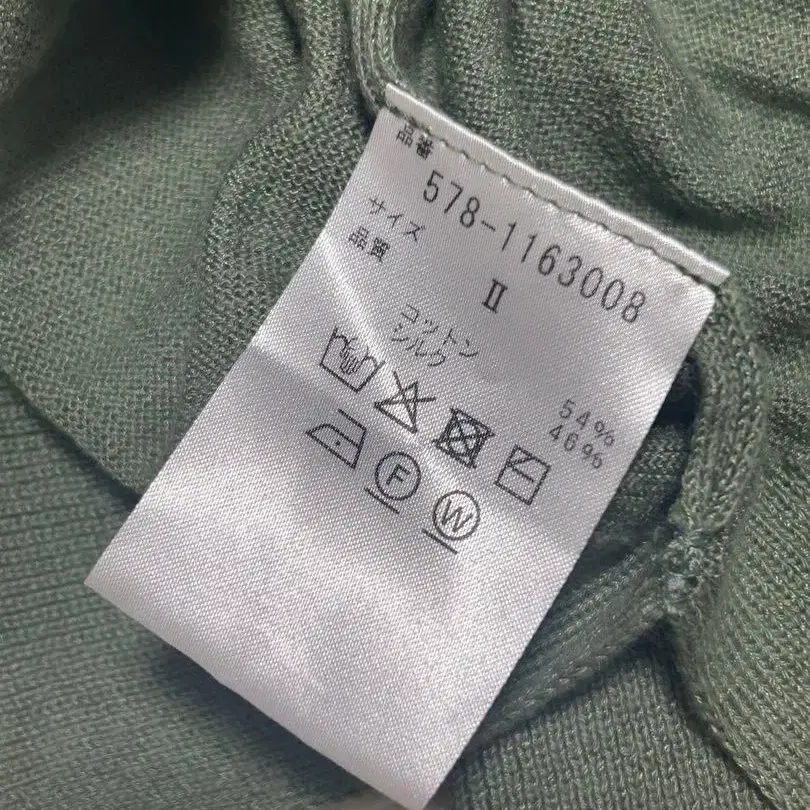 品番
578-1163008
サイズ
II
品質
コットン 54%
シルク 46%
F
W